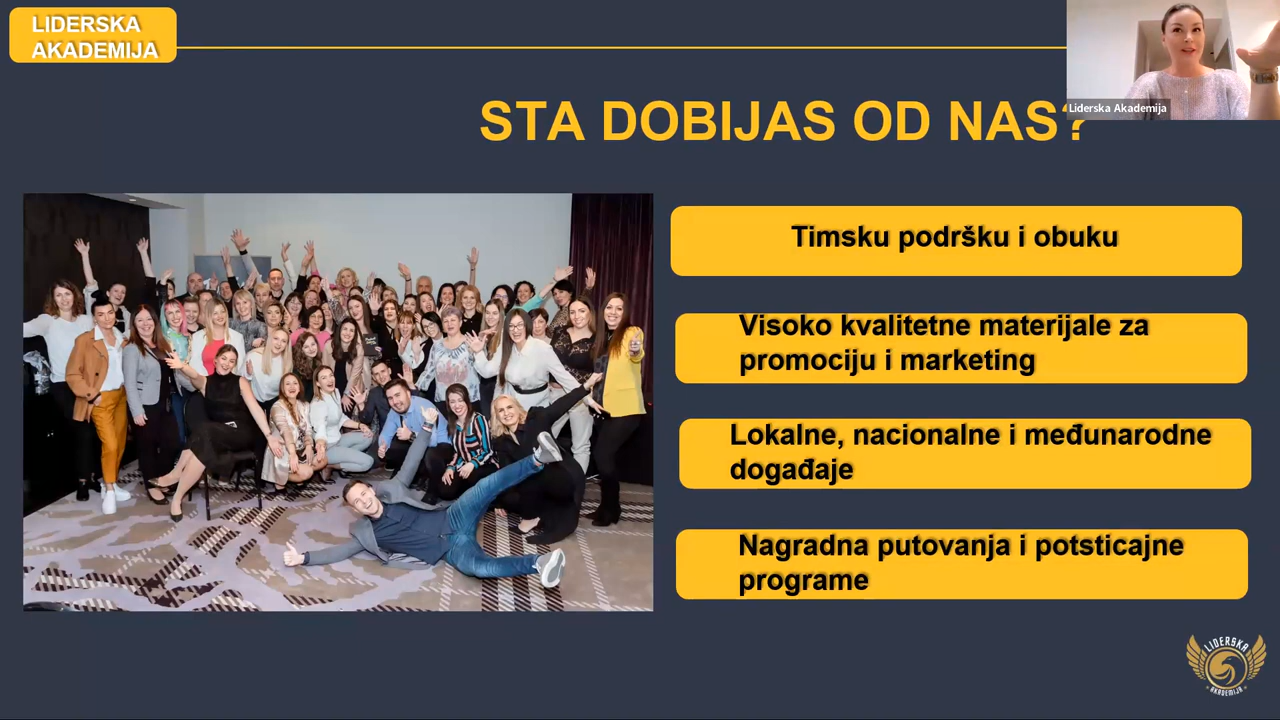 LIDERSKA
AKADEMIJA
Liderska Akademija
STA DOBIJAS OD NAS?
Timsku podršku i obuku
Visoko kvalitetne materijale za
promociju i marketing
Lokalne, nacionalne i međunarodne
događaje
Nagradna putovanja i potsticajne
programe
LIDERSKA
AKADEMIJA